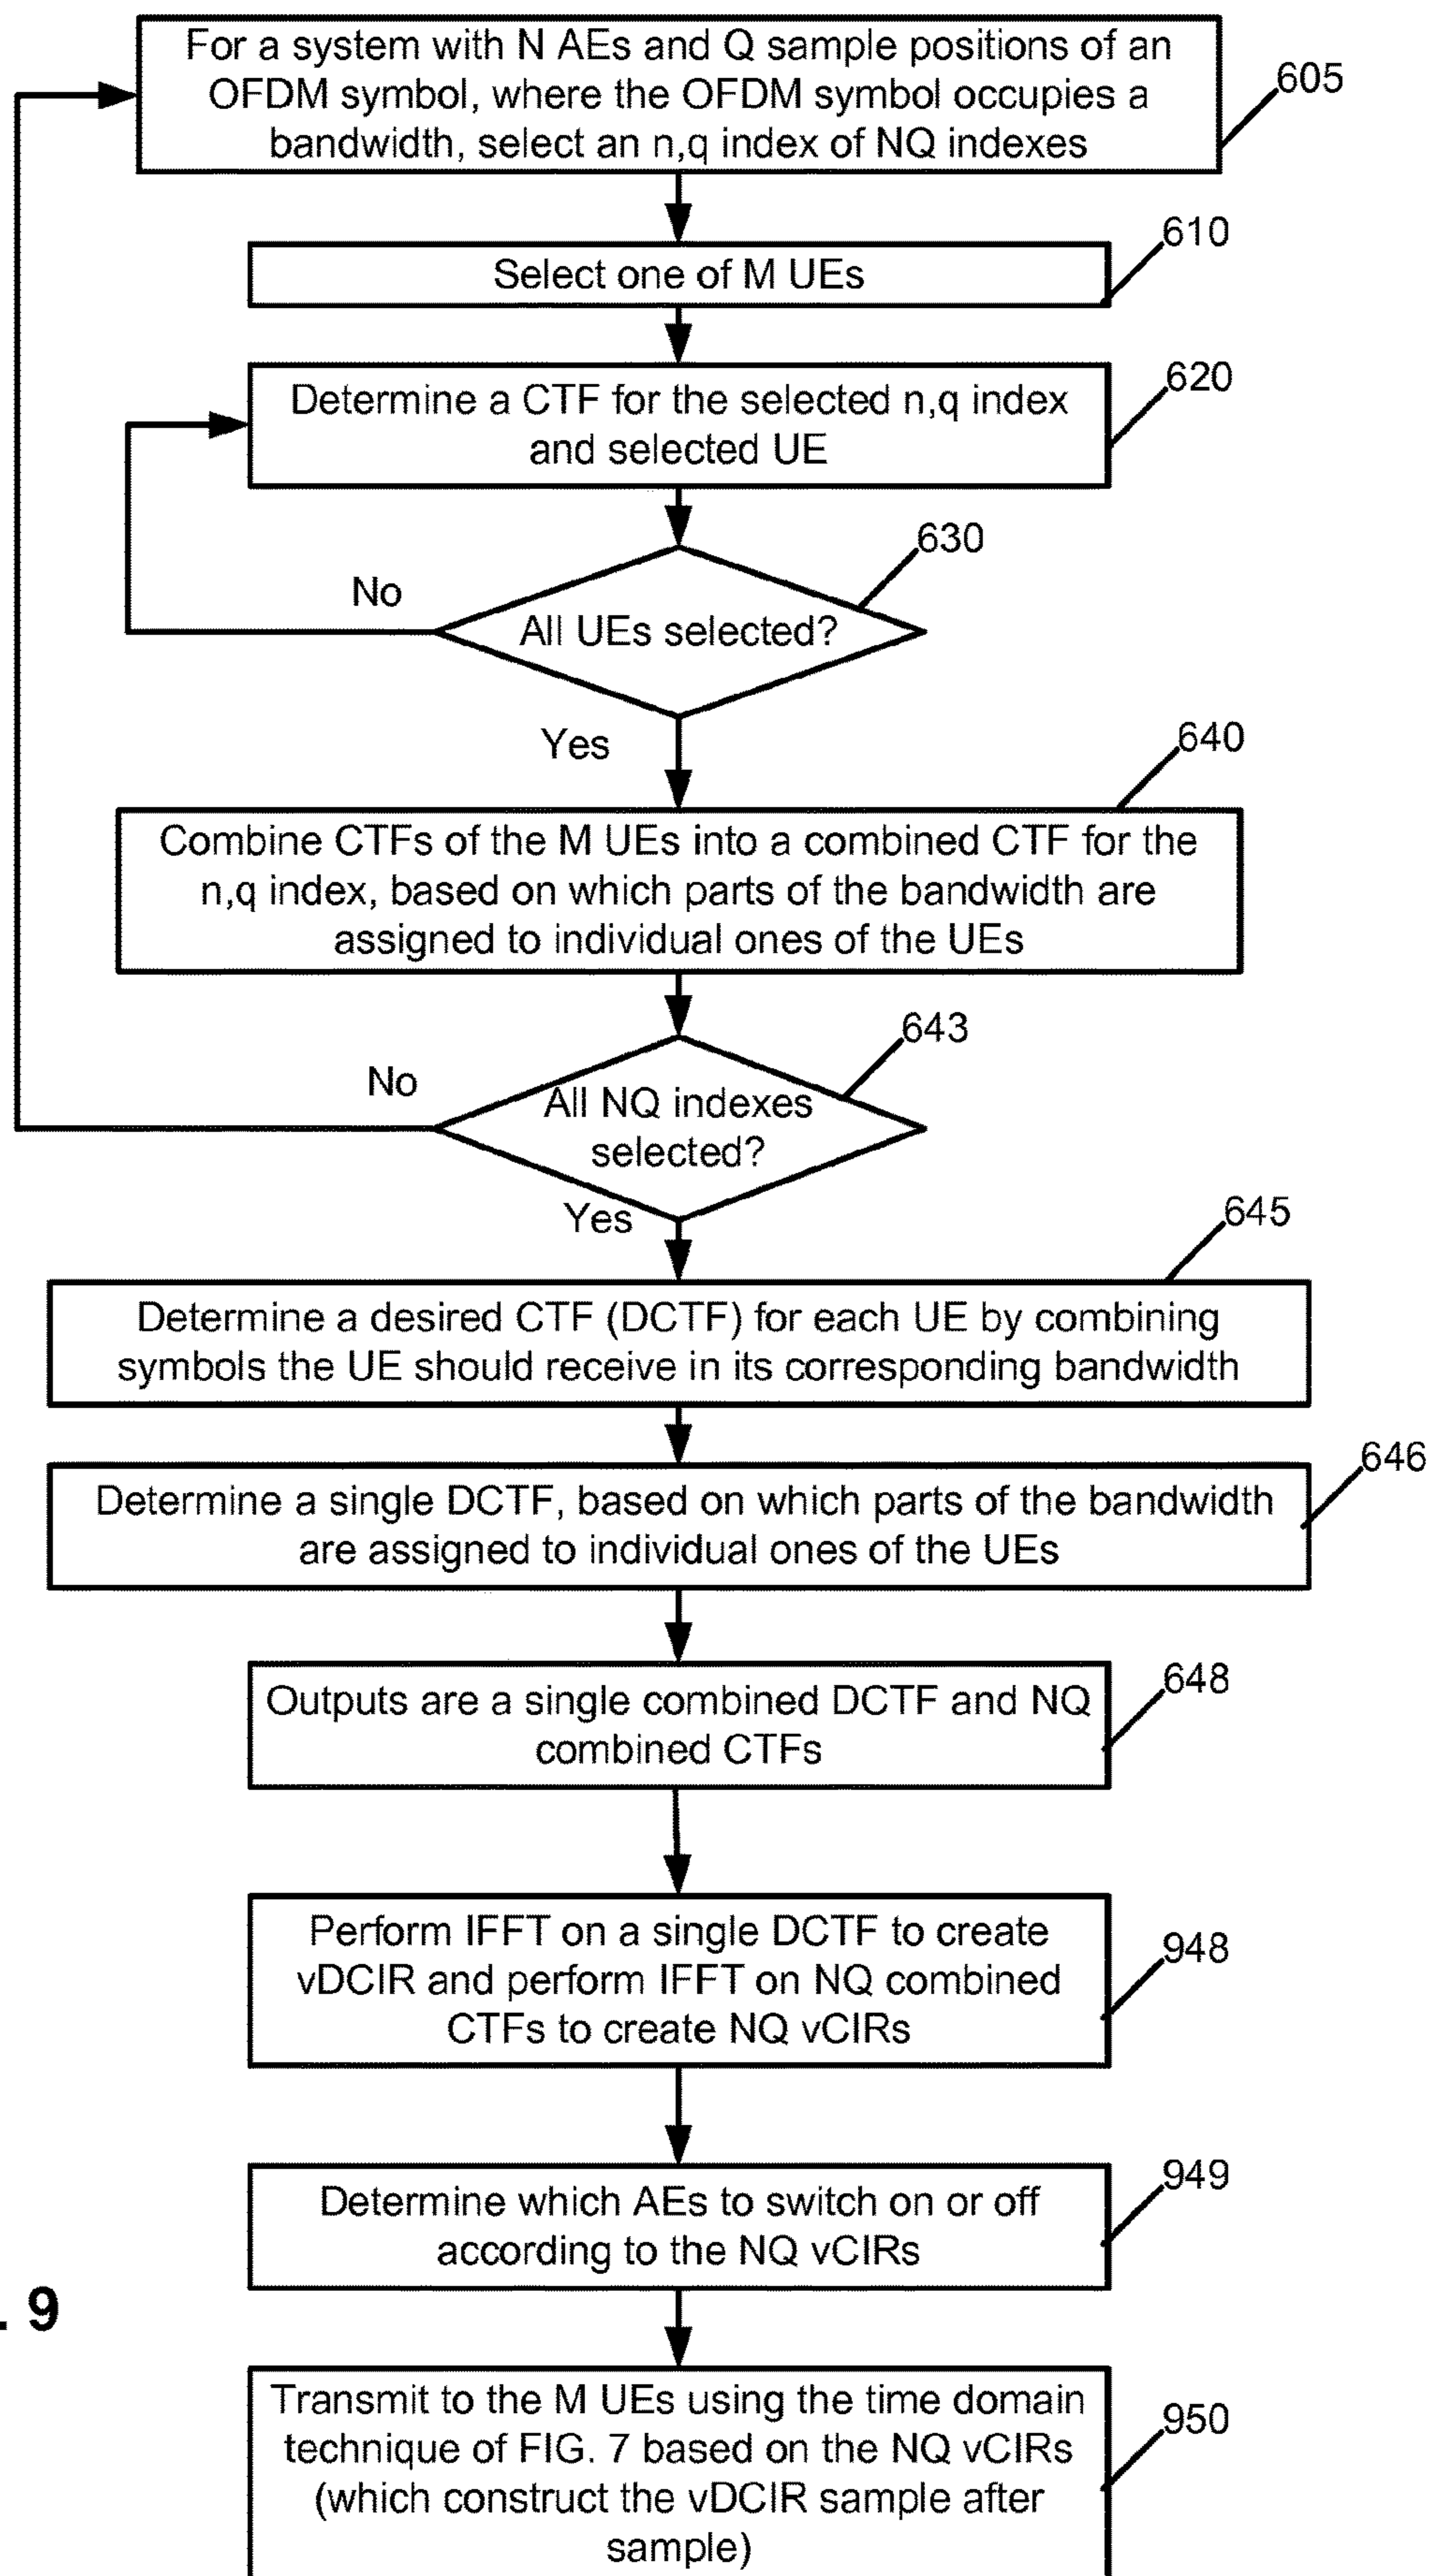 For a system with N AEs and Q sample positions of an
OFDM symbol, where the OFDM symbol occupies a
bandwidth, select an n,q index of NQ indexes
605
610
Select one of M UEs
620
Determine a CTF for the selected n,q index
and selected UE
630
No
All UEs selected?
Yes
640
Combine CTFs of the M UEs into a combined CTF for the
n,q index, based on which parts of the bandwidth are
assigned to individual ones of the UEs
643
No
All NQ indexes
selected?
Yes
645
Determine a desired CTF (DCTF) for each UE by combining
symbols the UE should receive in its corresponding bandwidth
646
Determine a single DCTF, based on which parts of the bandwidth
are assigned to individual ones of the UEs
648
Outputs are a single combined DCTF and NQ
combined CTFs
Perform IFFT on a single DCTF to create
vDCIR and perform IFFT on NQ combined
CTFs to create NQ vCIRs
948
949
Determine which AEs to switch on or off
according to the NQ vCIRs
. 9
Transmit to the M UEs using the time domain
technique of FIG. 7 based on the NQ vCIRs
(which construct the vDCIR sample after
sample)
950